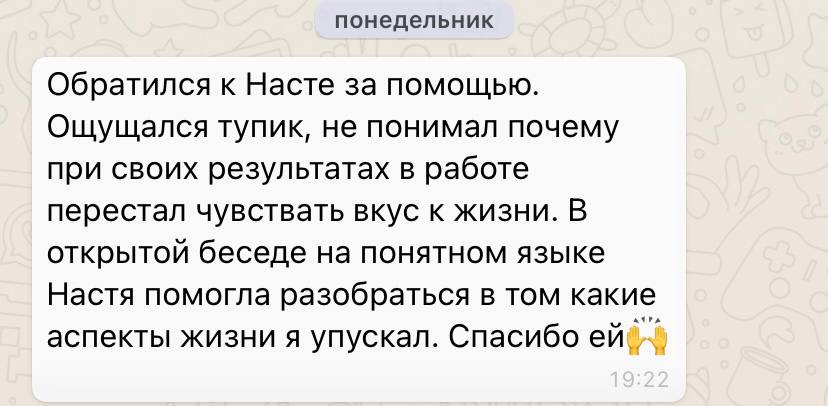 понедельник
Обратился к Насте за помощью.
Ощущался тупик, не понимал почему
при своих результатах в работе
перестал чувствать вкус к жизни. В
открытой беседе на понятном языке
Настя помогла разобраться в том какие
аспекты жизни я упускал. Спасибо ей🙌
19:22